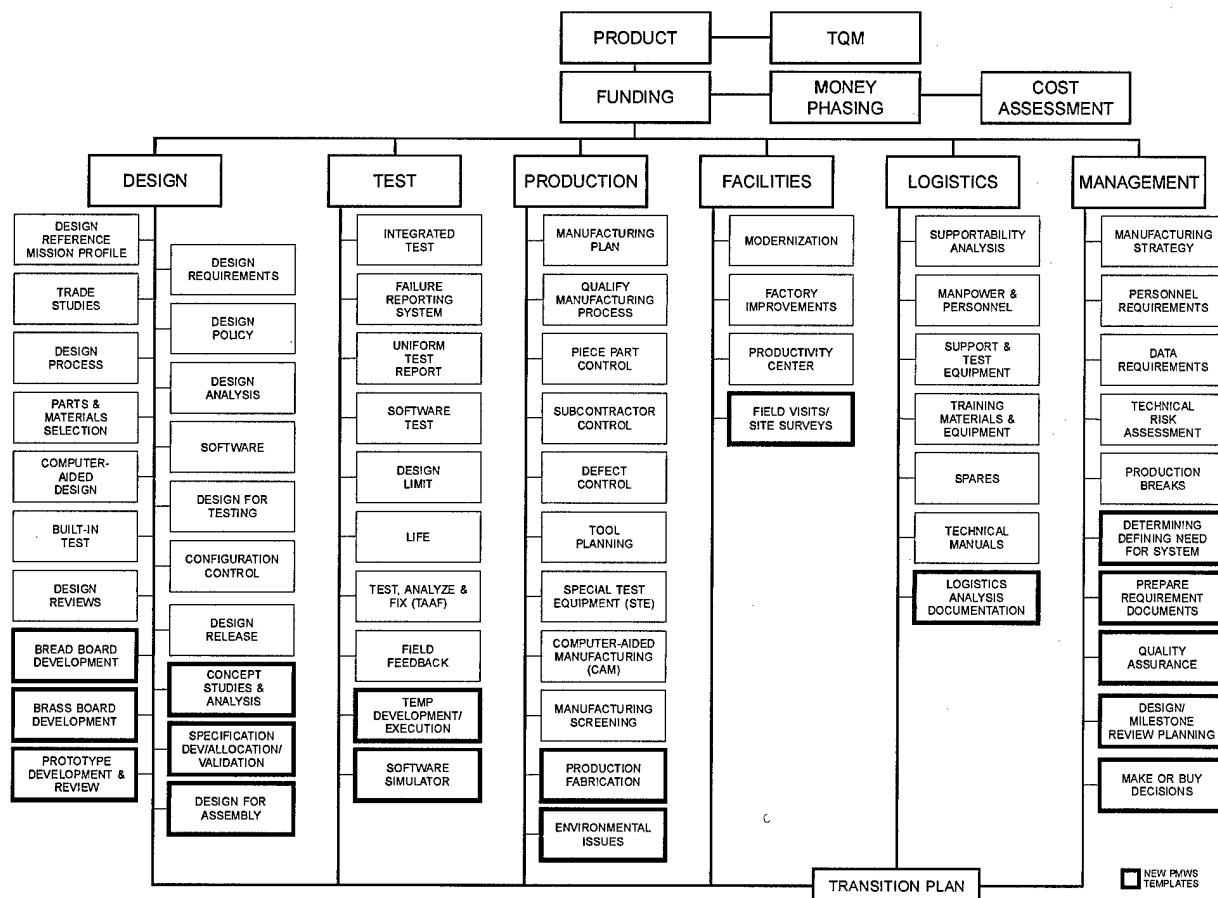 PRODUCT
TQM
FUNDING
MONEY
PHASING
COST
ASSESSMENT
DESIGN
TEST
PRODUCTION
FACILITIES
LOGISTICS
MANAGEMENT
DESIGN
REFERENCE
MISSION PROFILE
TRADE
STUDIES
DESIGN
PROCESS
PARTS &
MATERIALS
SELECTION
COMPUTER-
AIDED
DESIGN
BUILT-IN
TEST
DESIGN
REVIEWS
BREAD BOARD
DEVELOPMENT
BRASS BOARD
DEVELOPMENT
PROTOTYPE
DEVELOPMENT &
REVIEW
DESIGN
REQUIREMENTS
DESIGN
POLICY
DESIGN
ANALYSIS
SOFTWARE
DESIGN FOR
TESTING
CONFIGURATION
CONTROL
DESIGN
RELEASE
CONCEPT
STUDIES &
ANALYSIS
SPECIFICATION
DEV/ALLOCATION/
VALIDATION
DESIGN FOR
ASSEMBLY
INTEGRATED
TEST
FAILURE
REPORTING
SYSTEM
UNIFORM
TEST
REPORT
SOFTWARE
TEST
DESIGN
LIMIT
LIFE
TEST, ANALYZE &
FIX (TAAF)
FIELD
FEEDBACK
TEMP
DEVELOPMENT/
EXECUTION
SOFTWARE
SIMULATOR
MANUFACTURING
PLAN
QUALIFY
MANUFACTURING
PROCESS
PIECE PART
CONTROL
SUBCONTRACTOR
CONTROL
DEFECT
CONTROL
TOOL
PLANNING
SPECIAL TEST
EQUIPMENT (STE)
COMPUTER-AIDED
MANUFACTURING
(CAM)
MANUFACTURING
SCREENING
PRODUCTION
FABRICATION
ENVIRONMENTAL
ISSUES
MODERNIZATION
FACTORY
IMPROVEMENTS
PRODUCTIVITY
CENTER
FIELD VISITS/
SITE SURVEYS
SUPPORTABILITY
ANALYSIS
MANPOWER &
PERSONNEL
SUPPORT &
TEST
EQUIPMENT
TRAINING
MATERIALS &
EQUIPMENT
SPARES
TECHNICAL
MANUALS
LOGISTICS
ANALYSIS
DOCUMENTATION
MANUFACTURING
STRATEGY
PERSONNEL
REQUIREMENTS
DATA
REQUIREMENTS
TECHNICAL
RISK
ASSESSMENT
PRODUCTION
BREAKS
DETERMINING
DEFINING NEED
FOR SYSTEM
PREPARE
REQUIREMENT
DOCUMENTS
QUALITY
ASSURANCE
DESIGN/
MILESTONE
REVIEW PLANNING
MAKE OR BUY
DECISIONS
TRANSITION PLAN
NEW PMWS
TEMPLATES